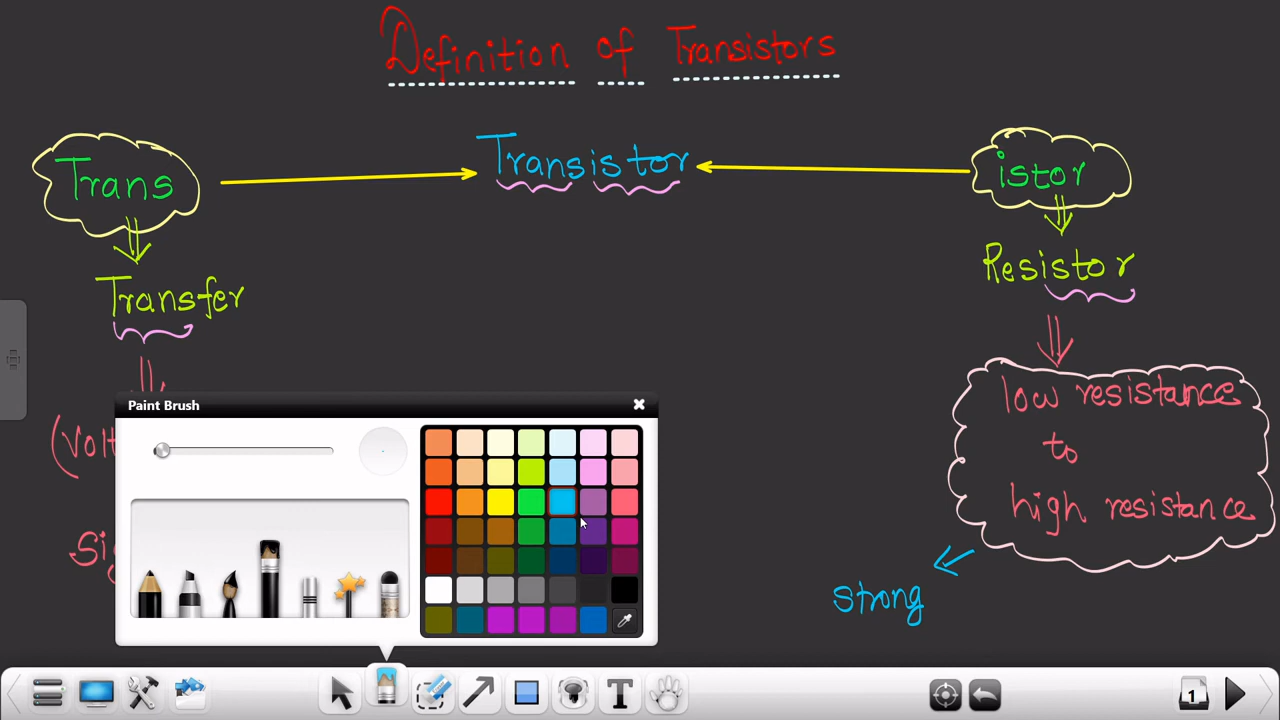 Definition of Transistors
Trans
Transistor
istor
Transfer
Resistor
low resistance
to
high resistance
strong
Paint Brush
T
1